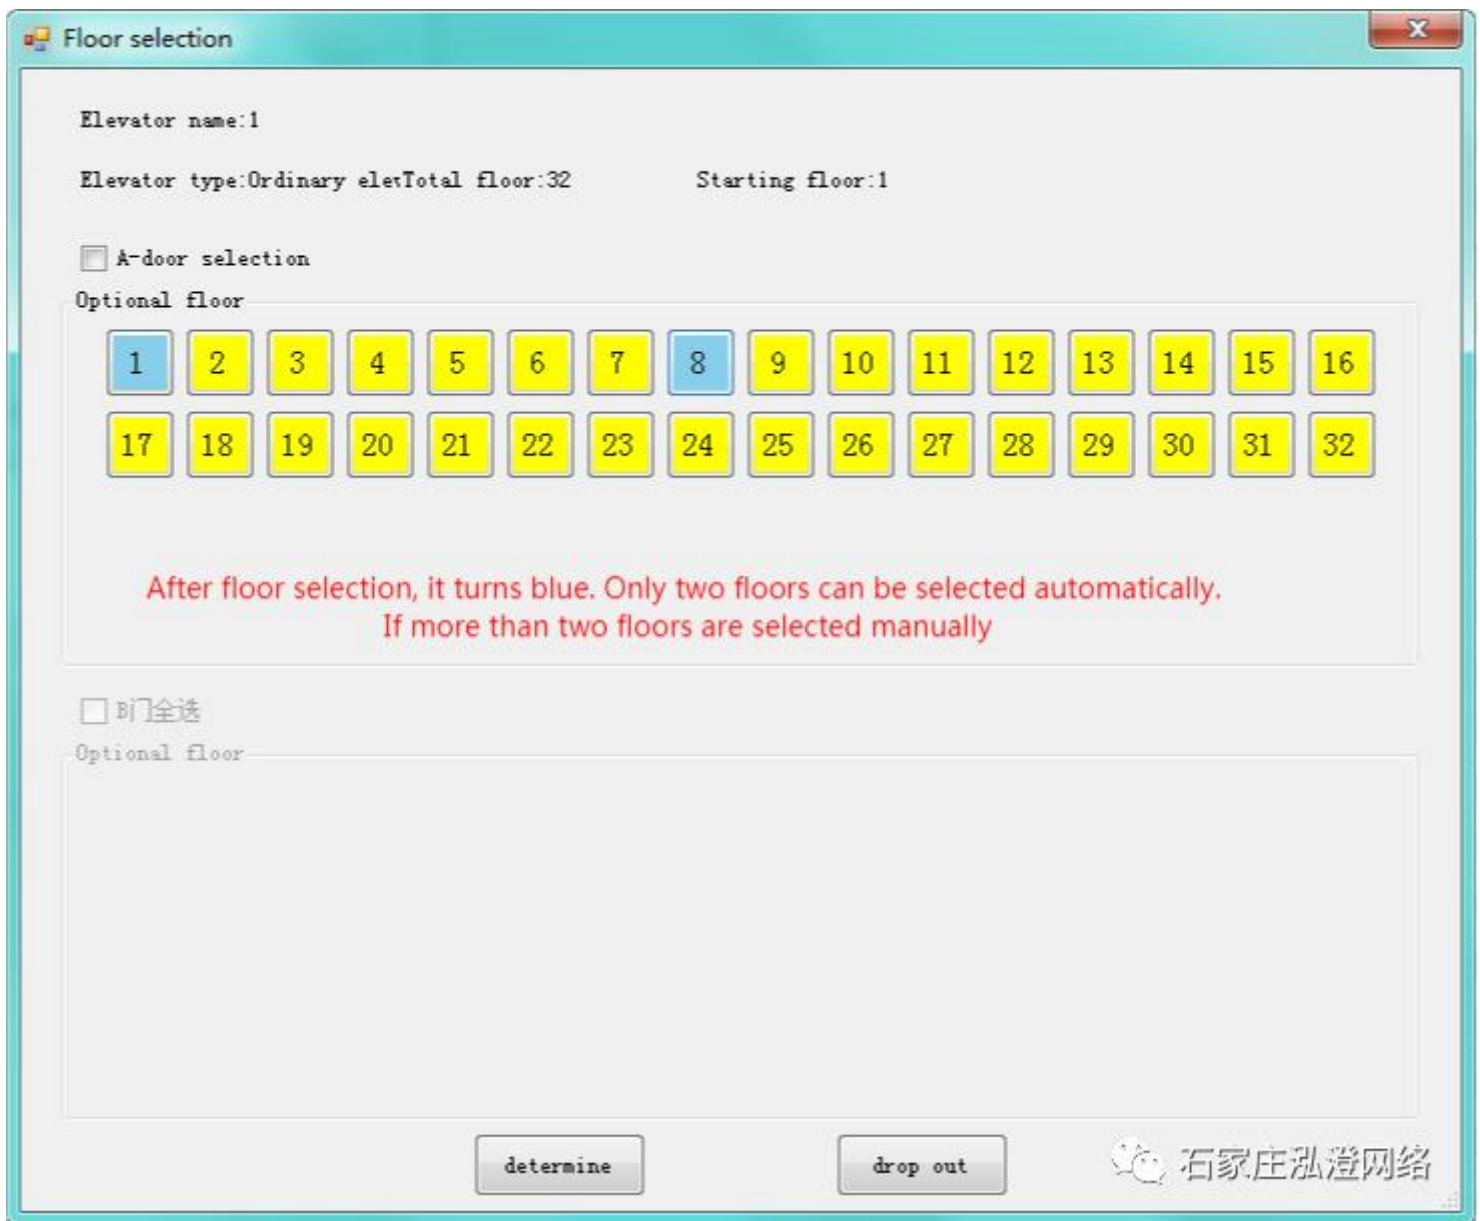 Floor selection
Elevator name:1
Elevator type:Ordinary elevTotal floor:32 Starting floor:1
A-door selection
Optional floor
1 2 3 4 5 6 7 8 9 10 11 12 13 14 15 16
17 18 19 20 21 22 23 24 25 26 27 28 29 30 31 32
After floor selection, it turns blue. Only two floors can be selected automatically.
If more than two floors are selected manually
B门全选
Optional floor
determine drop out
石家庄泓澄网络